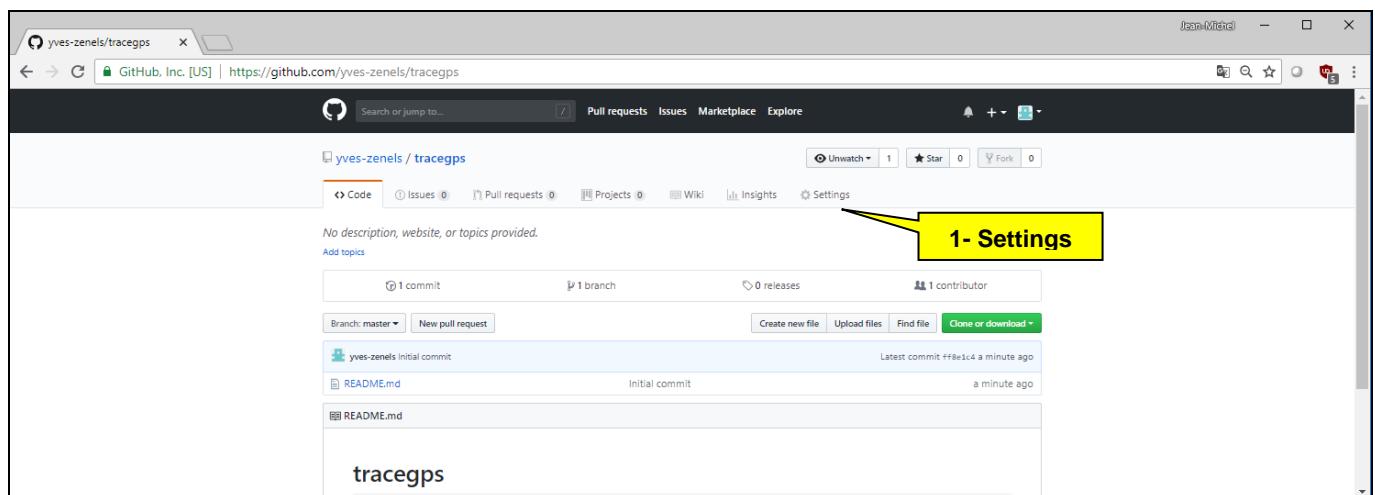 Jean-Michel
yves-zenels/tracegps
GitHub, Inc. [US] | https://github.com/yves-zenels/tracegps
5
Search or jump to... / Pull requests Issues Marketplace Explore
yves-zenels / tracegps Unwatch 1 Star 0 Fork 0
<> Code Issues 0 Pull requests 0 Projects 0 Wiki Insights Settings
1- Settings
No description, website, or topics provided.
Add topics
1 commit 1 branch 0 releases 1 contributor
Branch: master New pull request Create new file Upload files Find file Clone or download
yves-zenels Initial commit Latest commit ff8e1c4 a minute ago
README.md Initial commit a minute ago
README.md
tracegps